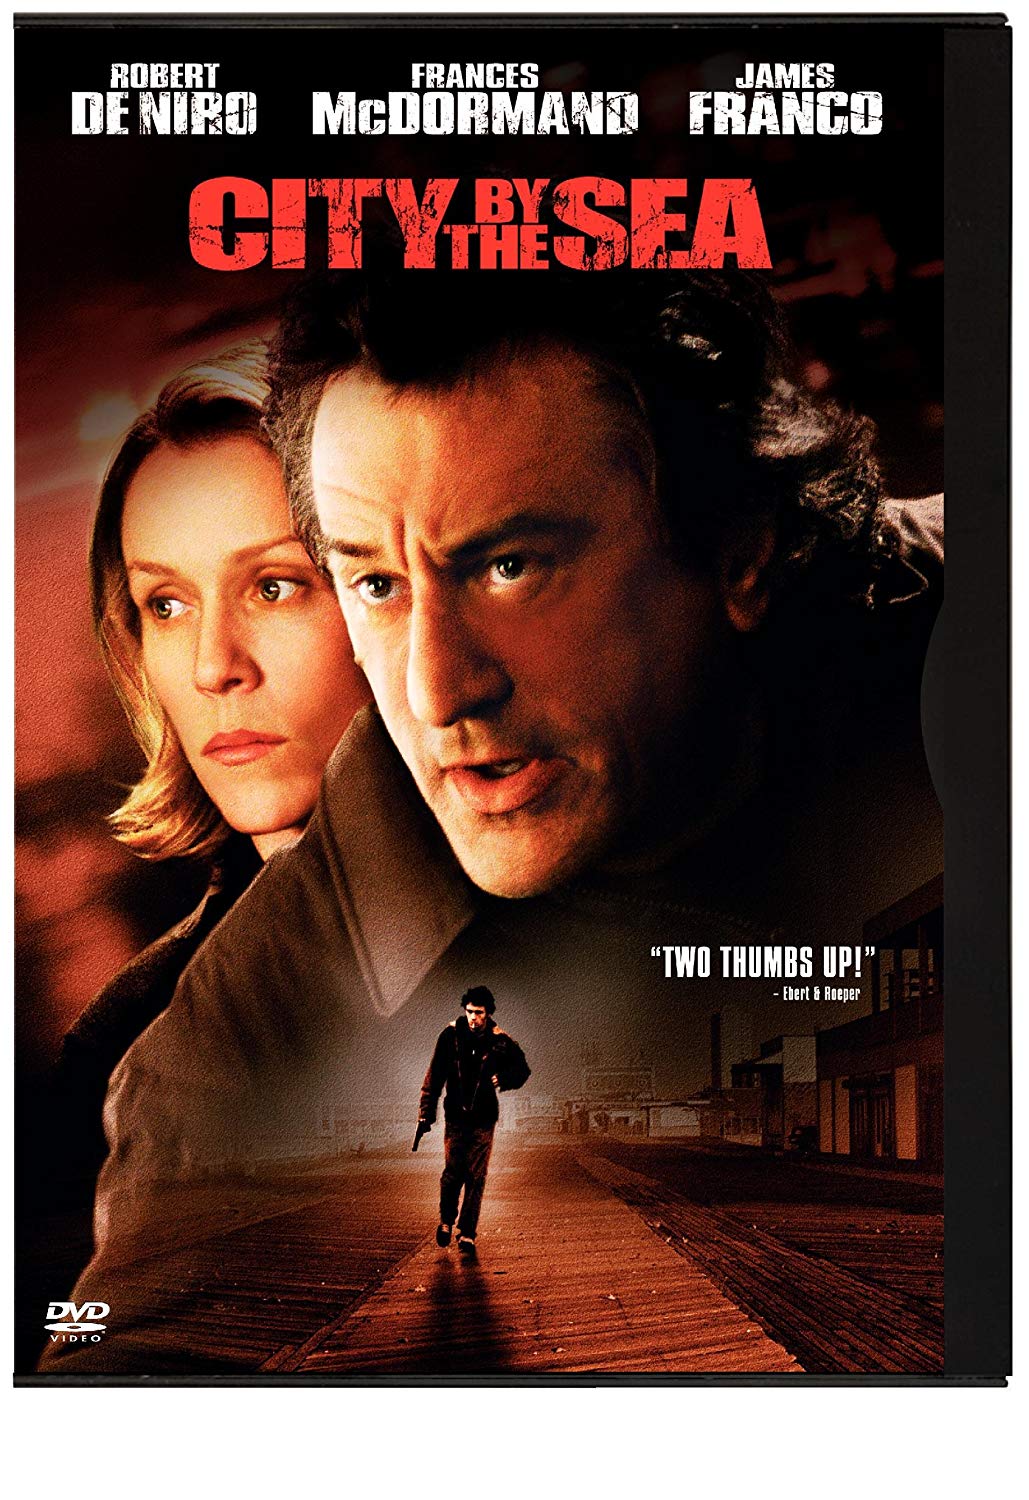 ROBERT FRANCES JAMES
DE NIRO McDORMAND FRANCO
CITY BY THE SEA
“TWO THUMBS UP!”
– Ebert & Roeper
DVD
VIDEO